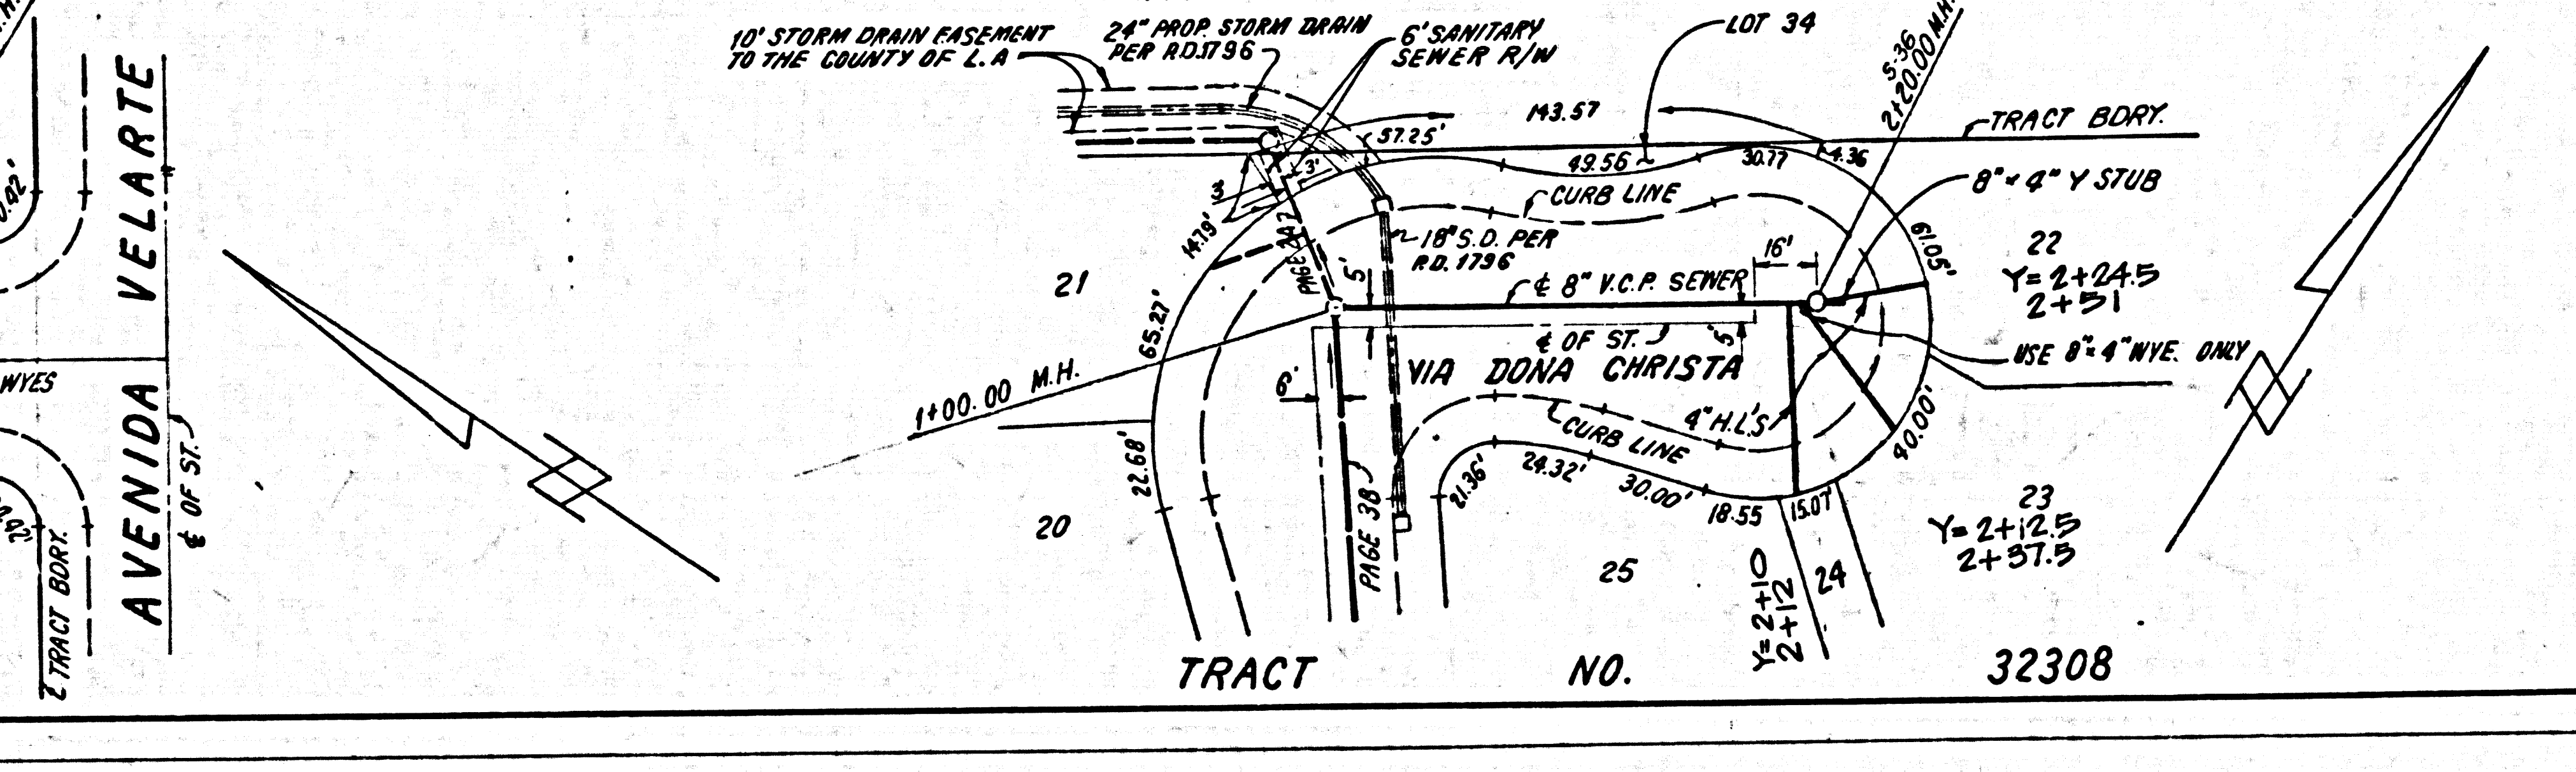 AVENIDA VELARTE
℄ OF ST.
WYES
TRACT BDRY.
10' STORM DRAIN EASEMENT
TO THE COUNTY OF L.A
24" PROP. STORM DRAIN
PER R.D.1796
6' SANITARY
SEWER R/W
LOT 34
S.36
2+20.00 M.H.
143.57
TRACT BDRY.
57.25'
49.56
30.77
4.36
3'
3'
14.79'
CURB LINE
8" x 4" Y STUB
18" S.D. PER
R.D. 1796
16'
61.05'
22
Y= 2+24.5
2+51
21
5'
℄ 8" V.C.P. SEWER
65.27'
℄ OF ST.
5'
USE 8"x 4" WYE. ONLY
1+00.00 M.H.
6'
VIA DONA CHRISTA
4" H.L'S
CURB LINE
40.00'
22.68'
21.36'
24.32'
30.00'
18.55
15.07'
23
Y= 2+12.5
2+37.5
20
PAGE 38
25
Y= 2+10
2+12
24
TRACT NO. 32308